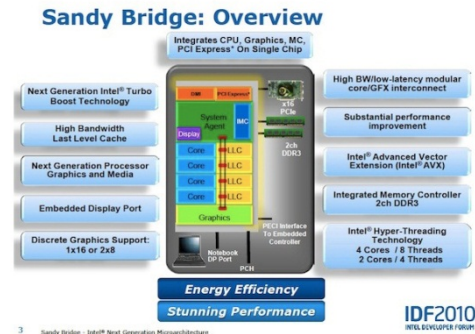 Sandy Bridge: Overview
Integrates CPU, Graphics, MC,
PCI Express* On Single Chip
Next Generation Intel® Turbo
Boost Technology
High Bandwidth
Last Level Cache
Next Generation Processor
Graphics and Media
Embedded Display Port
Discrete Graphics Support:
1x16 or 2x8
DMI
PCI Express*
System
Agent
IMC
Display
Core
LLC
Core
LLC
Core
LLC
Core
LLC
Graphics
x16
PCIe
2ch
DDR3
PECI Interface
To Embedded
Controller
Notebook
DP Port
PCH
High BW/low-latency modular
core/GFX interconnect
Substantial performance
improvement
Intel® Advanced Vector
Extension (Intel® AVX)
Integrated Memory Controller
2ch DDR3
Intel® Hyper-Threading
Technology
4 Cores / 8 Threads
2 Cores / 4 Threads
Energy Efficiency
Stunning Performance
3
Sandy Bridge - Intel® Next Generation Microarchitecture
IDF2010
INTEL DEVELOPER FORUM